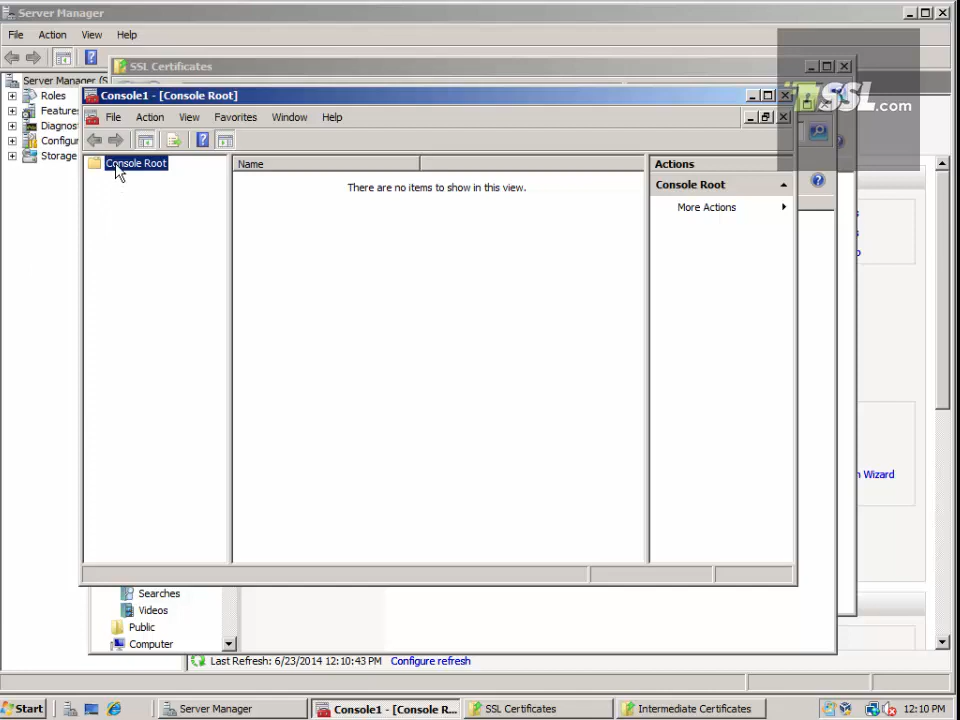 Server Manager
File Action View Help
SSL Certificates
Server Manager (S
Roles
Features
Diagnos
Configur
Storage
Console1 - [Console Root]
File Action View Favorites Window Help
Console Root
Name
There are no items to show in this view.
Actions
Console Root
More Actions
SSL.com
n Wizard
Searches
Videos
Public
Computer
Last Refresh: 6/23/2014 12:10:43 PM Configure refresh
Start
Server Manager
Console1 - [Console R...
SSL Certificates
Intermediate Certificates
12:10 PM